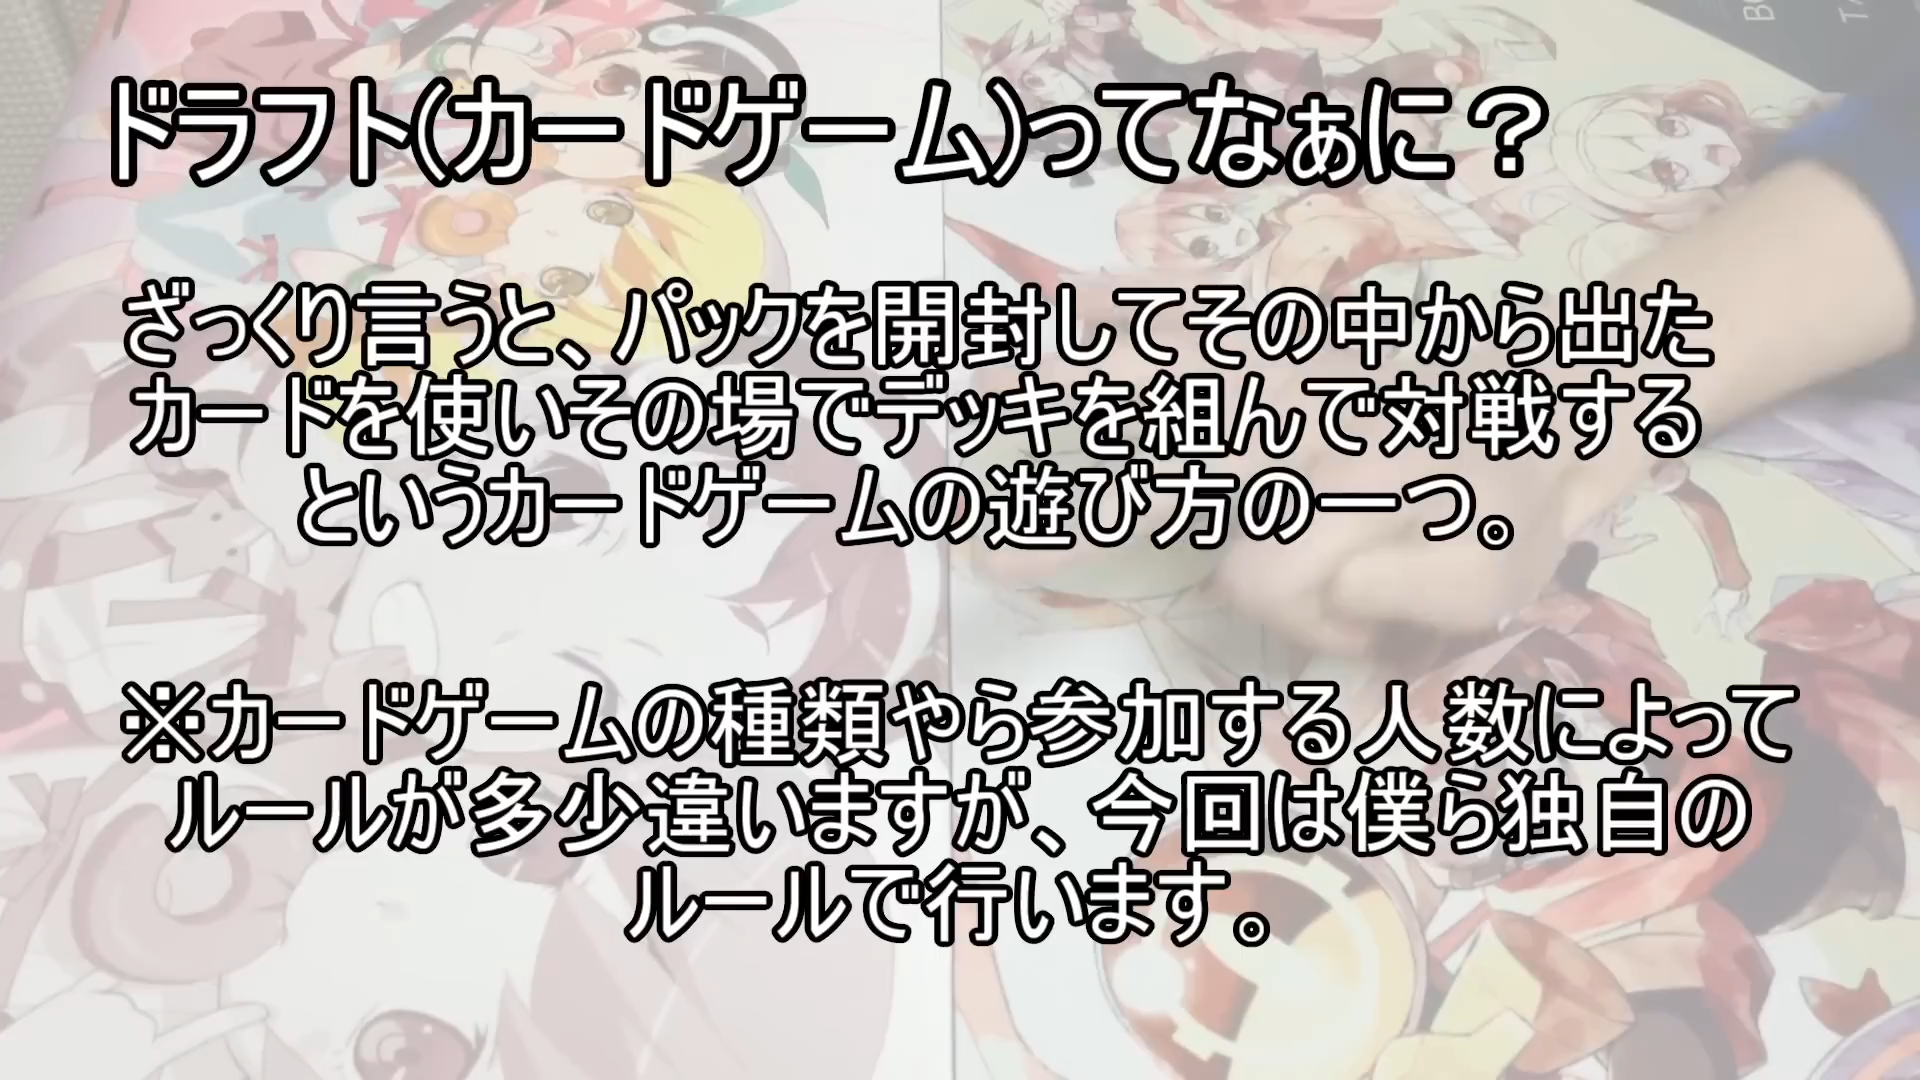 ドラフト(カードゲーム)ってなぁに？
ざっくり言うと、パックを開封してその中から出た
カードを使いその場でデッキを組んで対戦する
というカードゲームの遊び方の一つ。
※カードゲームの種類やら参加する人数によって
ルールが多少違いますが、今回は僕ら独自の
ルールで行います。